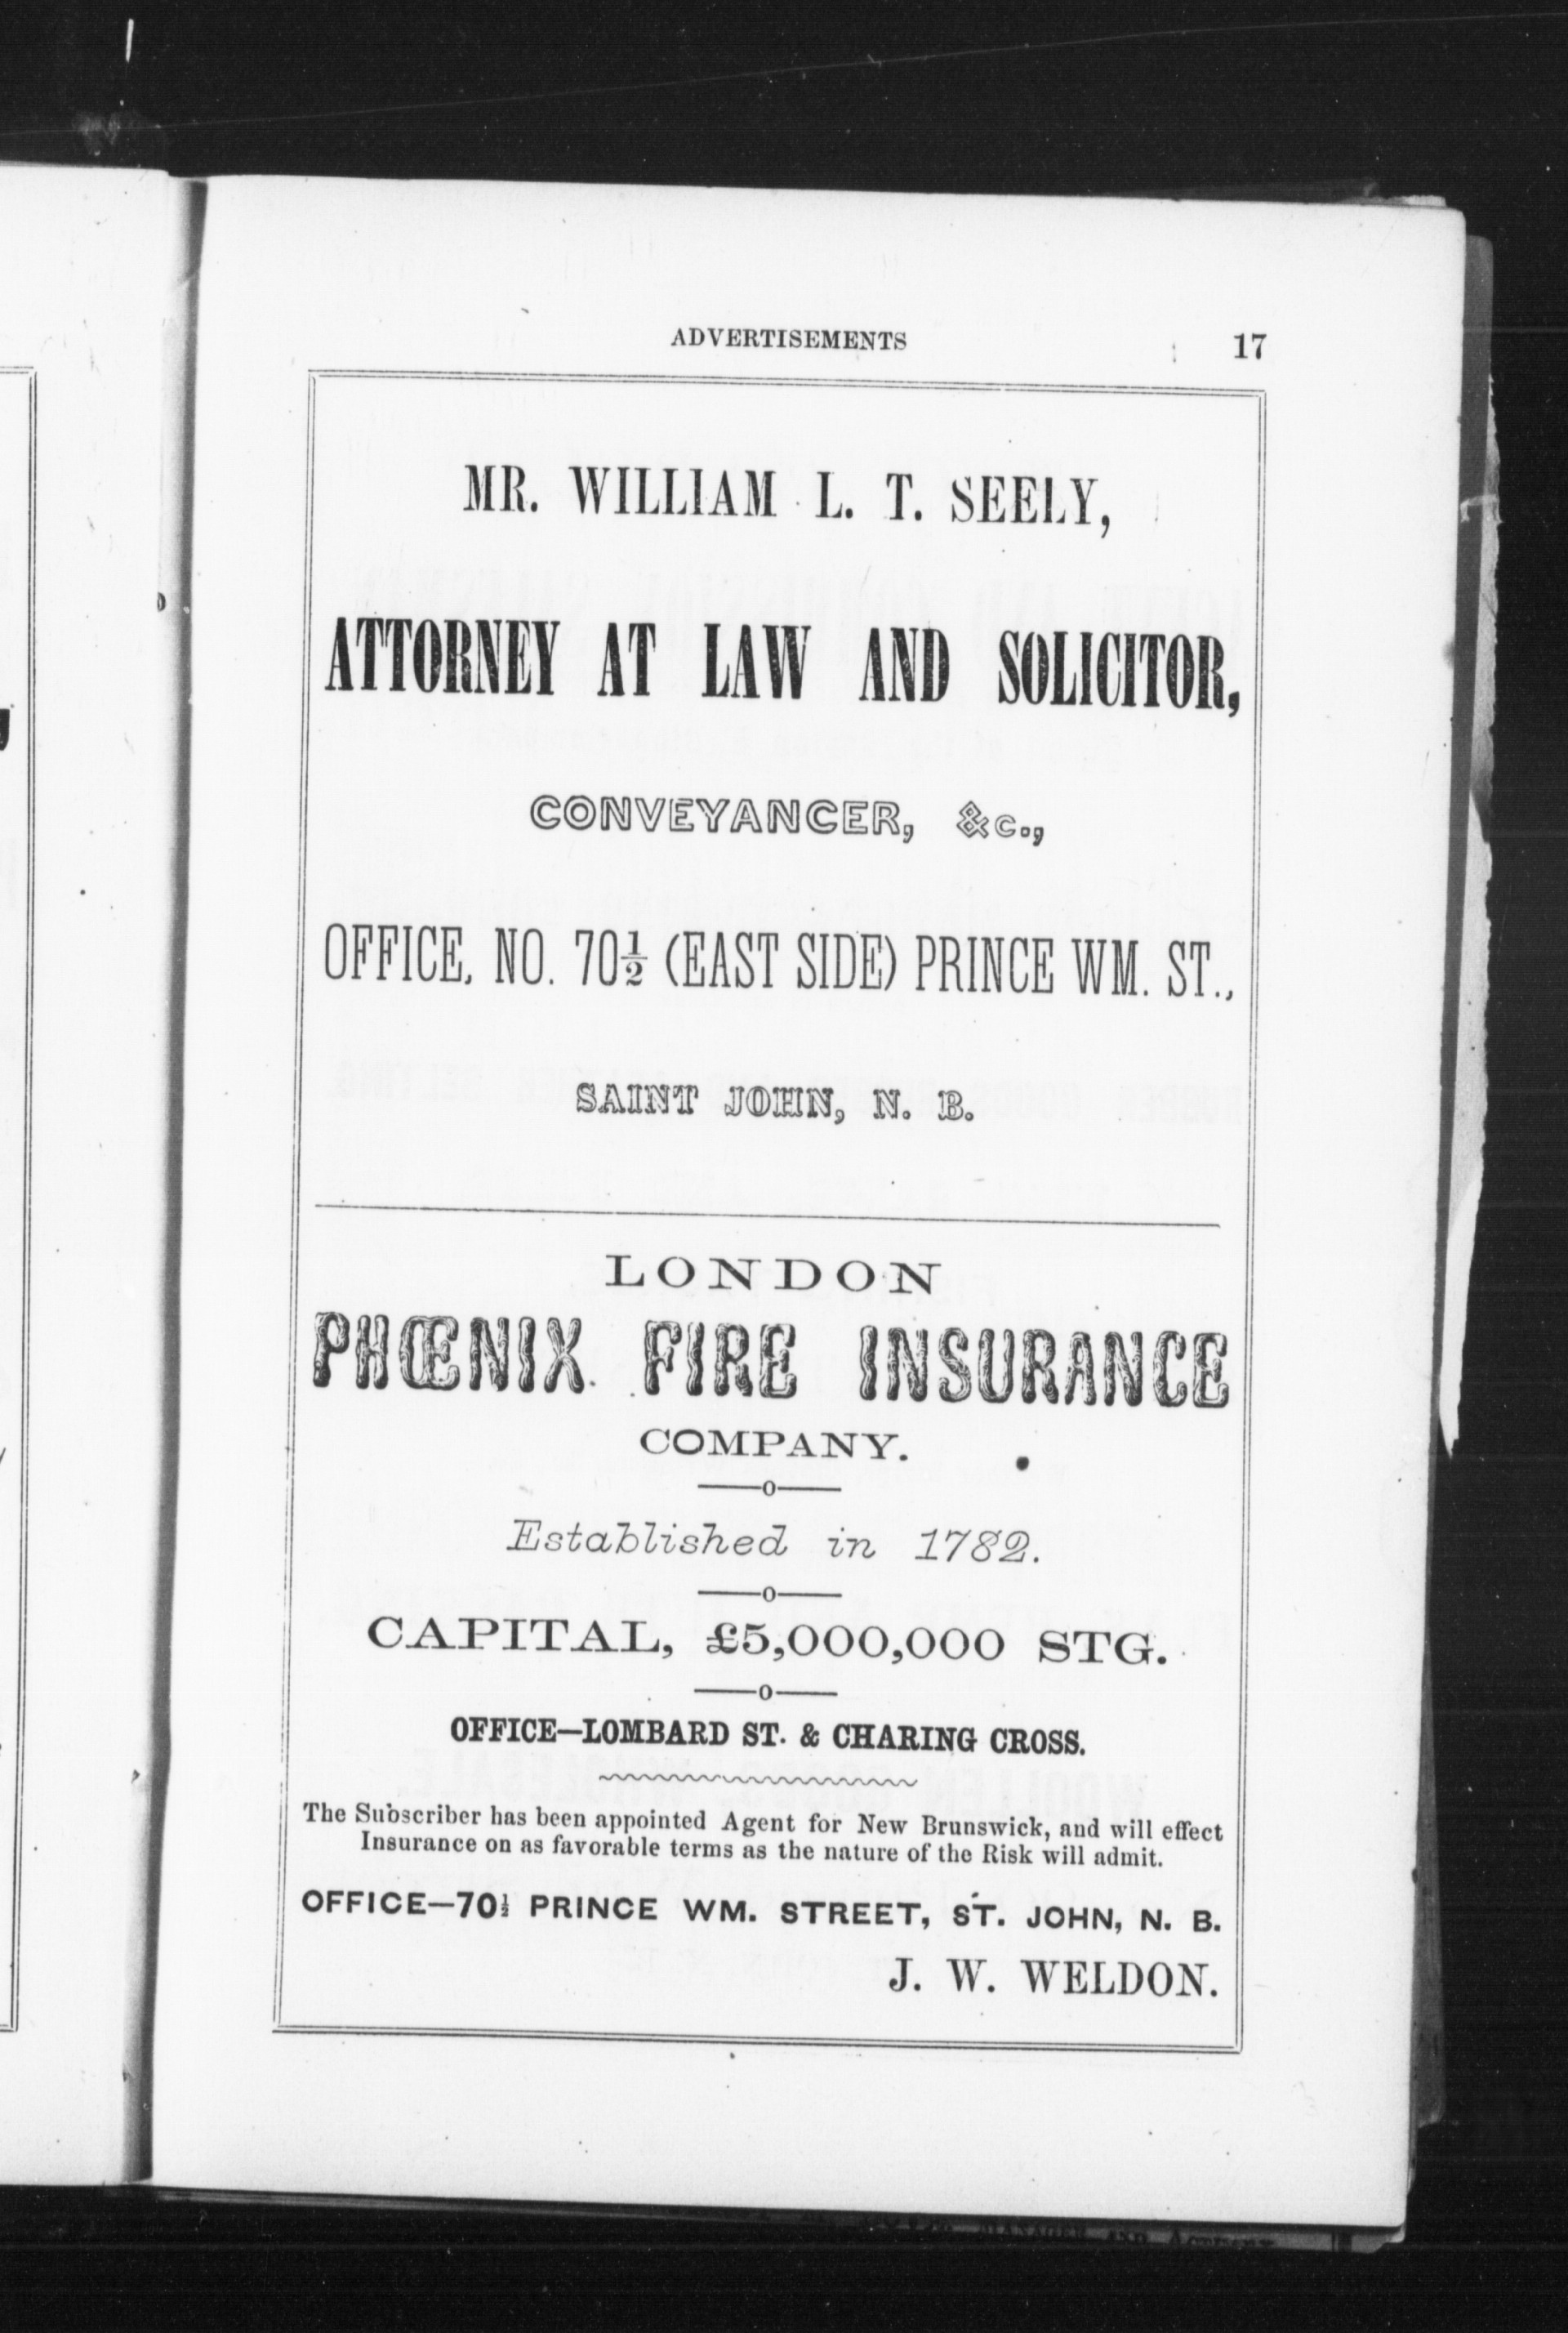 ADVERTISEMENTS 17
MR. WILLIAM L. T. SEELY,
ATTORNEY AT LAW AND SOLICITOR,
CONVEYANCER, &c.,
OFFICE, NO. 70½ (EAST SIDE) PRINCE WM. ST.,
SAINT JOHN, N. B.
LONDON
PHŒNIX FIRE INSURANCE
COMPANY.
Established in 1782.
CAPITAL, £5,000,000 STG.
OFFICE—LOMBARD ST. & CHARING CROSS.
The Subscriber has been appointed Agent for New Brunswick, and will effect
Insurance on as favorable terms as the nature of the Risk will admit.
OFFICE—70½ PRINCE WM. STREET, ST. JOHN, N. B.
J. W. WELDON.